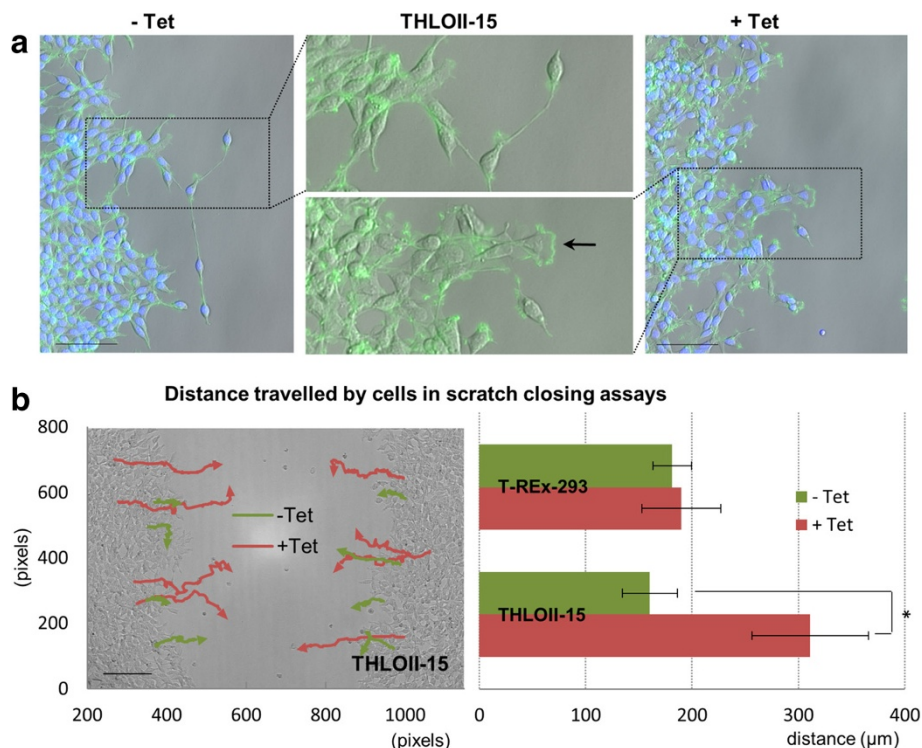 - Tet THLOII-15 + Tet
a
b Distance travelled by cells in scratch closing assays
800
600
400
200
0
(pixels)
-Tet
+Tet
THLOII-15
200 400 600 800 1000
(pixels)
T-REx-293
THLOII-15
- Tet
+ Tet
*
0 100 200 300 400
distance (µm)